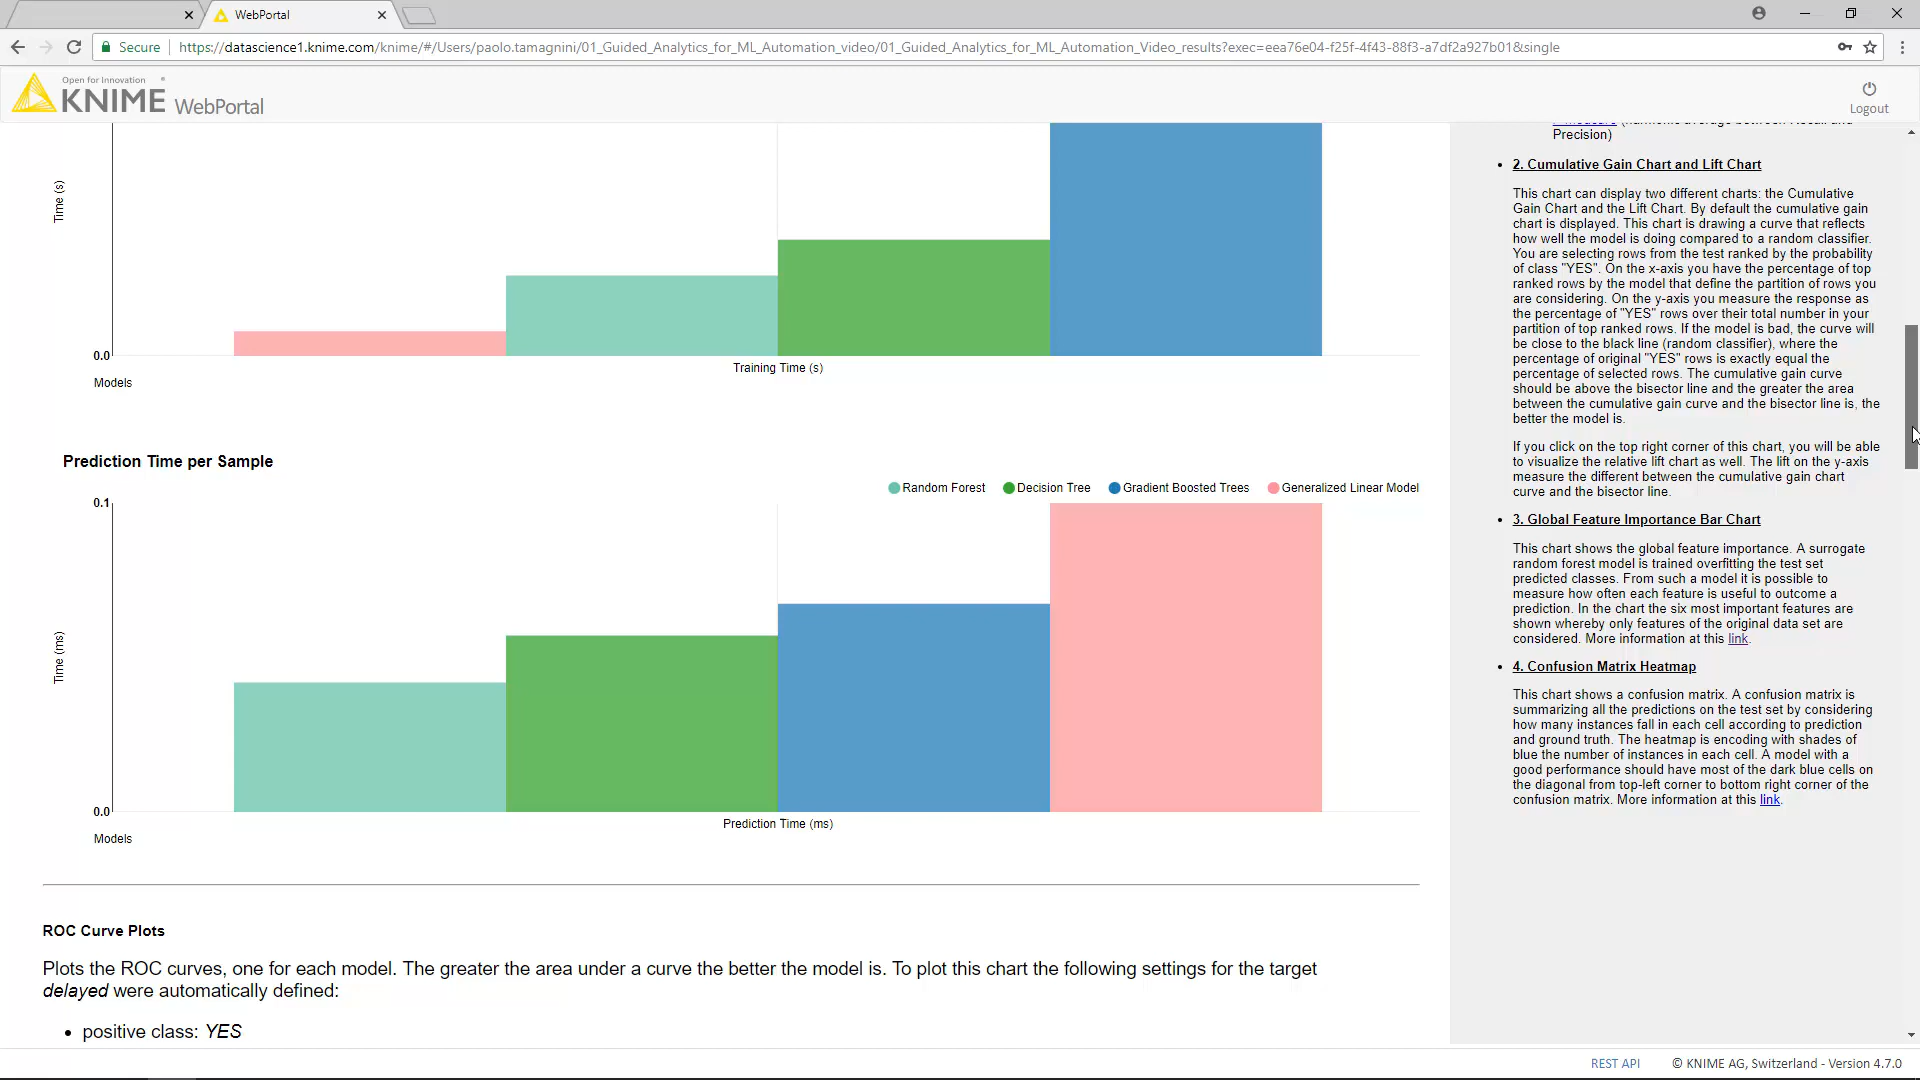 WebPortal
Secure
https://datascience1.knime.com/knime/#/Users/paolo.tamagnini/01_Guided_Analytics_for_ML_Automation_video/01_Guided_Analytics_for_ML_Automation_Video_results?exec=eea76e04-f25f-4f43-88f3-a7df2a927b01&single
Open for Innovation
KNIME WebPortal
Logout
Time (s)
0.0
Training Time (s)
Models
Prediction Time per Sample
Random Forest Decision Tree Gradient Boosted Trees Generalized Linear Model
0.1
Time (ms)
0.0
Prediction Time (ms)
Models
ROC Curve Plots
Plots the ROC curves, one for each model. The greater the area under a curve the better the model is. To plot this chart the following settings for the target
delayed were automatically defined:
• positive class: YES
Precision)
• 2. Cumulative Gain Chart and Lift Chart
This chart can display two different charts: the Cumulative
Gain Chart and the Lift Chart. By default the cumulative gain
chart is displayed. This chart is drawing a curve that reflects
how well the model is doing compared to a random classifier.
You are selecting rows from the test ranked by the probability
of class "YES". On the x-axis you have the percentage of top
ranked rows by the model that define the partition of rows you
are considering. On the y-axis you measure the response as
the percentage of "YES" rows over their total number in your
partition of top ranked rows. If the model is bad, the curve will
be close to the black line (random classifier), where the
percentage of original "YES" rows is exactly equal the
percentage of selected rows. The cumulative gain curve
should be above the bisector line and the greater the area
between the cumulative gain curve and the bisector line is, the
better the model is.
If you click on the top right corner of this chart, you will be able
to visualize the relative lift chart as well. The lift on the y-axis
measure the different between the cumulative gain chart
curve and the bisector line.
• 3. Global Feature Importance Bar Chart
This chart shows the global feature importance. A surrogate
random forest model is trained overfitting the test set
predicted classes. From such a model it is possible to
measure how often each feature is useful to outcome a
prediction. In the chart the six most important features are
shown whereby only features of the original data set are
considered. More information at this link.
• 4. Confusion Matrix Heatmap
This chart shows a confusion matrix. A confusion matrix is
summarizing all the predictions on the test set by considering
how many instances fall in each cell according to prediction
and ground truth. The heatmap is encoding with shades of
blue the number of instances in each cell. A model with a
good performance should have most of the dark blue cells on
the diagonal from top-left corner to bottom right corner of the
confusion matrix. More information at this link.
REST API
© KNIME AG, Switzerland - Version 4.7.0